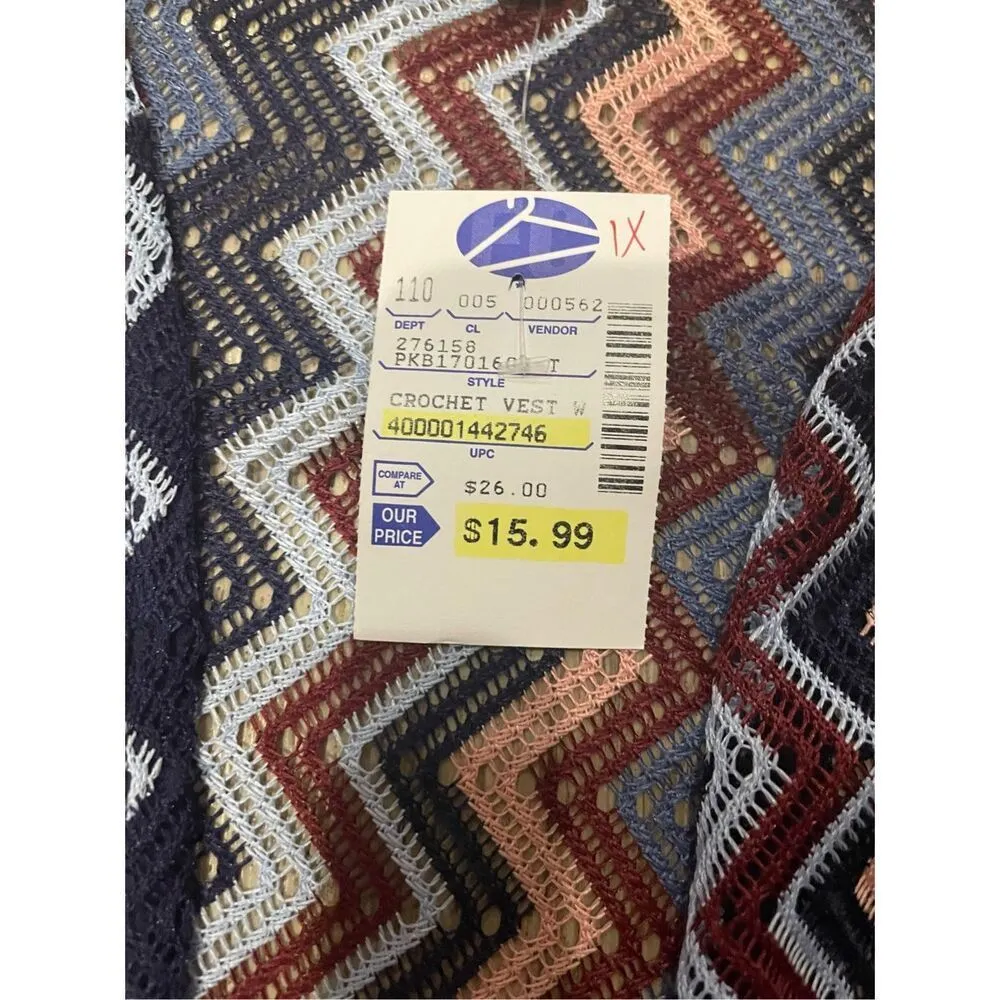 1X
110 005 000562
DEPT CL VENDOR
276158
T
STYLE
CROCHET VEST W
400001442746
UPC
COMPARE AT $26.00
OUR PRICE $15.99